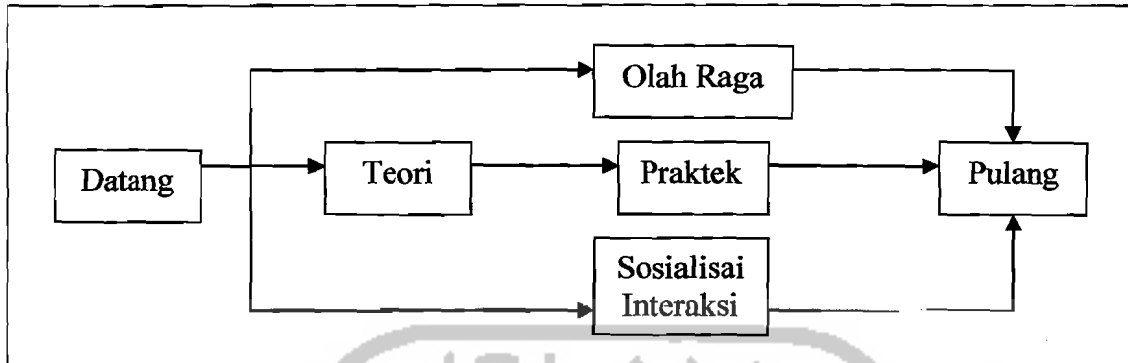 Olah Raga
Datang
Teori
Praktek
Pulang
Sosialisai
Interaksi